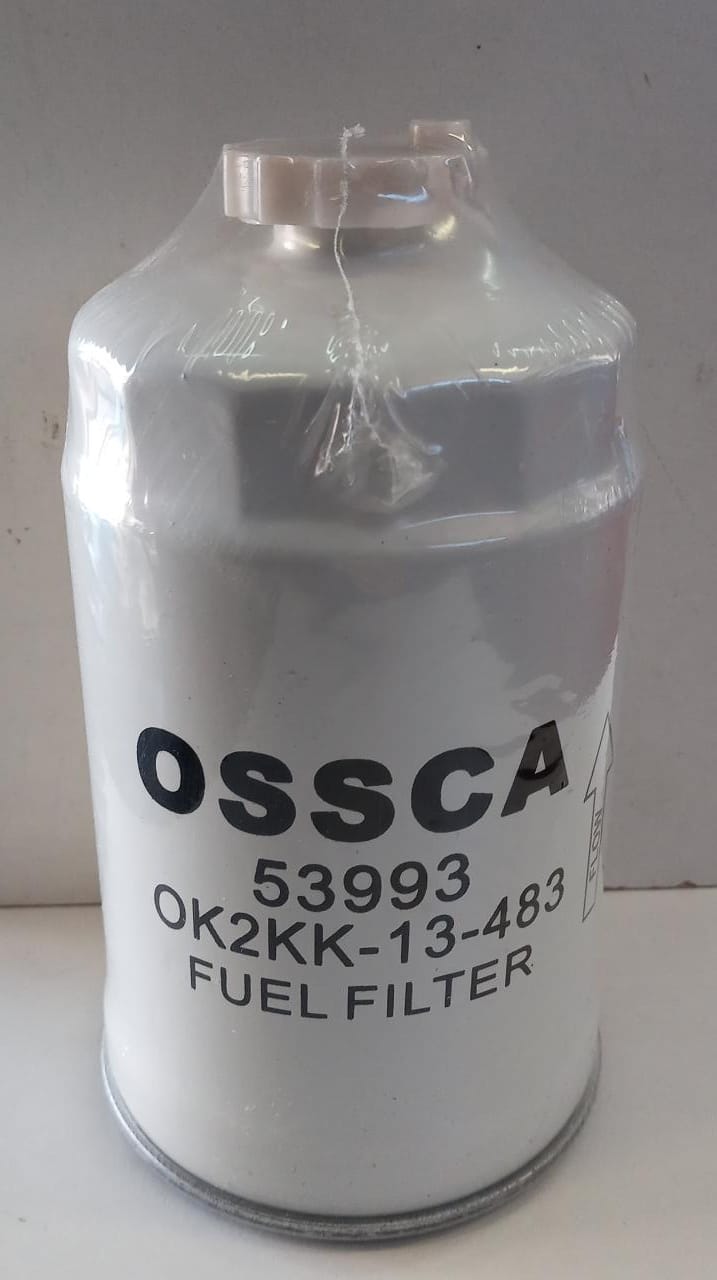 OSSCA
53993
OK2KK-13-483
FUEL FILTER
FLOW